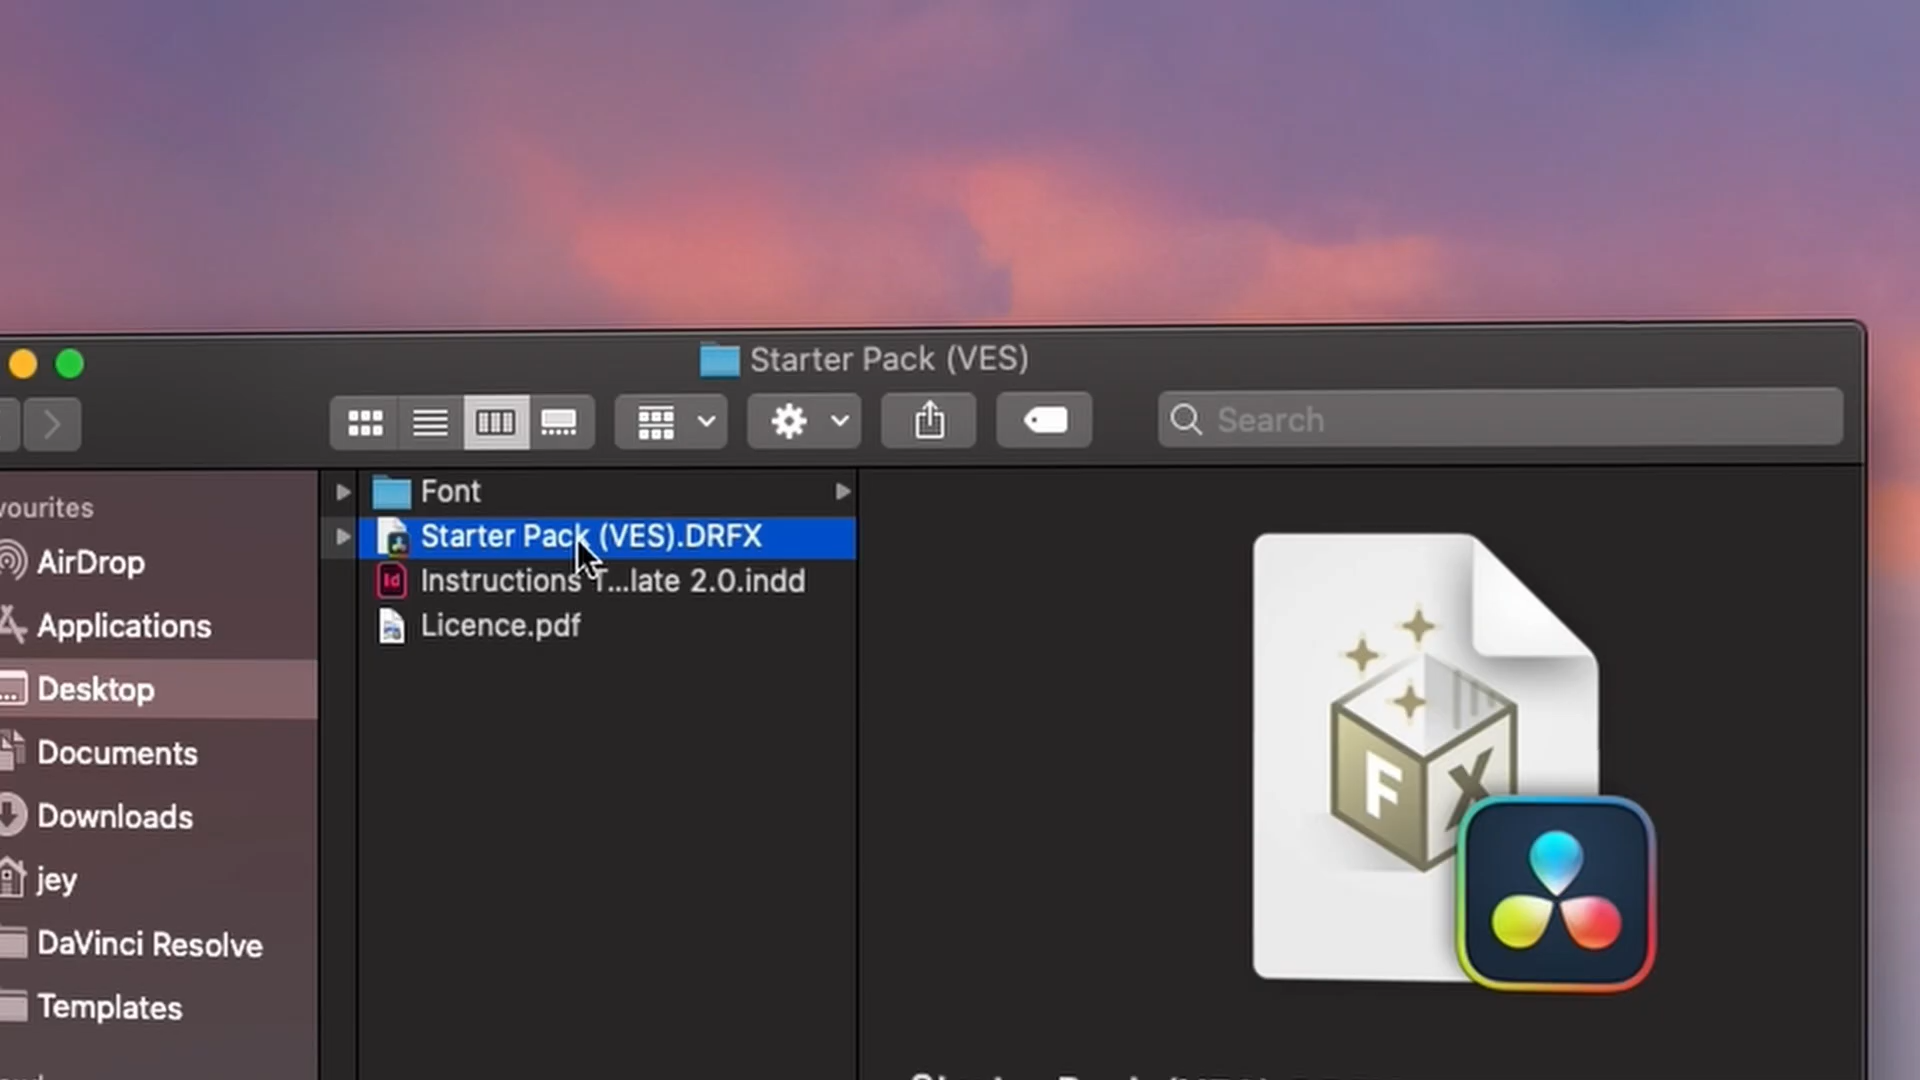 Starter Pack (VES)
Search
vourites
AirDrop
Applications
Desktop
Documents
Downloads
jey
DaVinci Resolve
Templates
Font
Starter Pack (VES).DRFX
Instructions T...late 2.0.indd
Licence.pdf
Id
F X